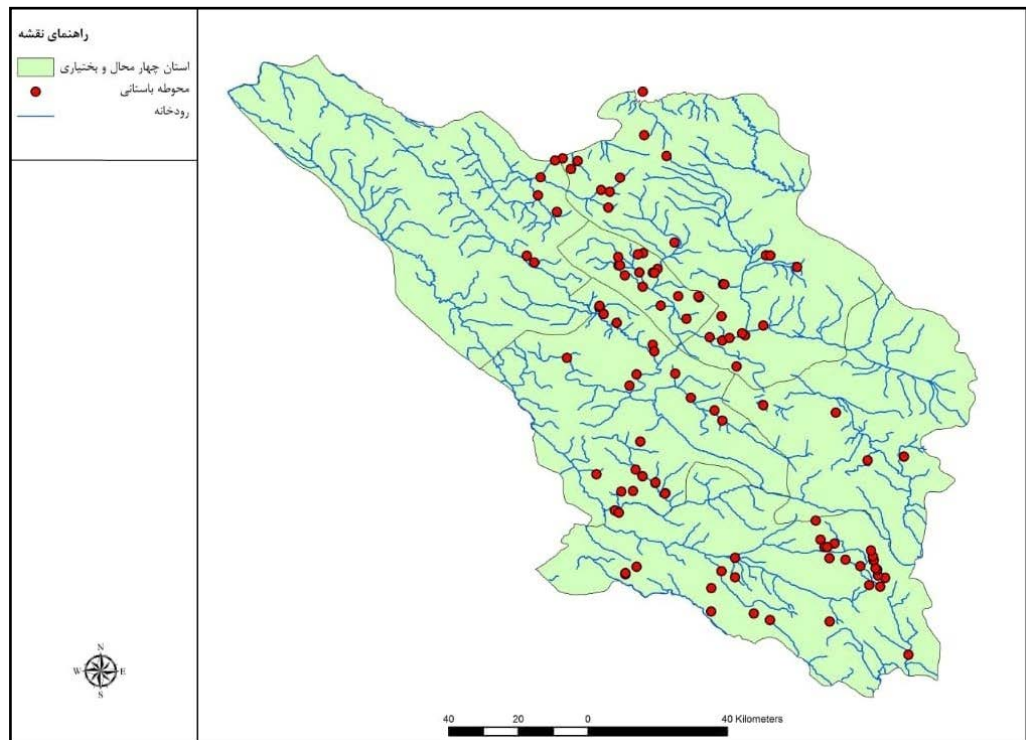 راهنمای نقشه
استان چهار محال و بختیاری
محوطه باستانی
رودخانه
N
W E
S
40 20 0 40 Kilometers